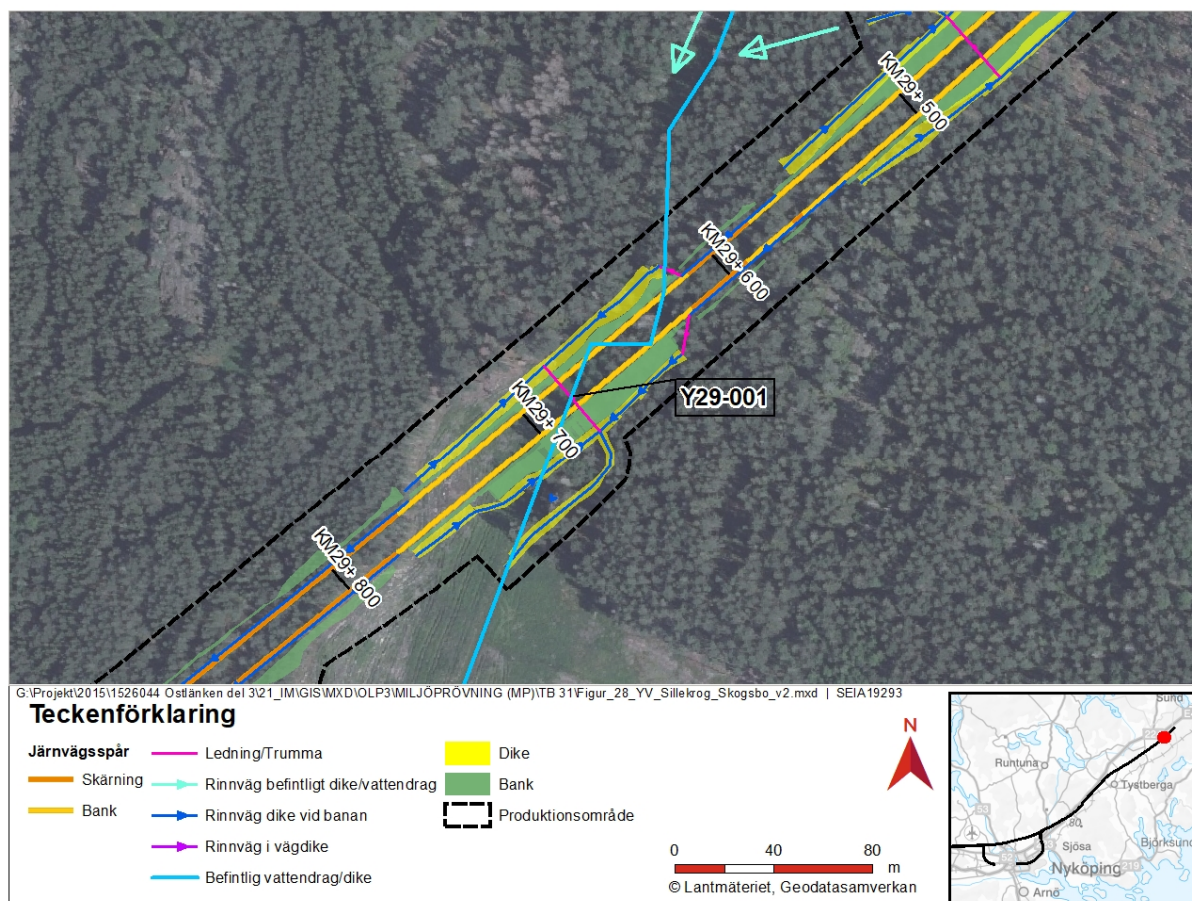 KM29+ 500
KM29+ 600
Y29-001
KM29+ 700
KM29+ 800
G:\Projekt\2015\1526044 Ostlänken del 3\21_IM\GIS\MXD\OLP3\MILJÖPRÖVNING (MP)\TB 31\Figur_28_YV_Sillekrog_Skogsbo_v2.mxd | SEIA19293
Teckenförklaring
Järnvägsspår
Skärning
Bank
Ledning/Trumma
Rinnväg befintligt dike/vattendrag
Rinnväg dike vid banan
Rinnväg i vägdike
Befintlig vattendrag/dike
Dike
Bank
Produktionsområde
N
0 40 80
m
© Lantmäteriet, Geodatasamverkan
Sund
Runtuna
Tystberga
80
Sjösa
Björksund
Nyköping
Arnö